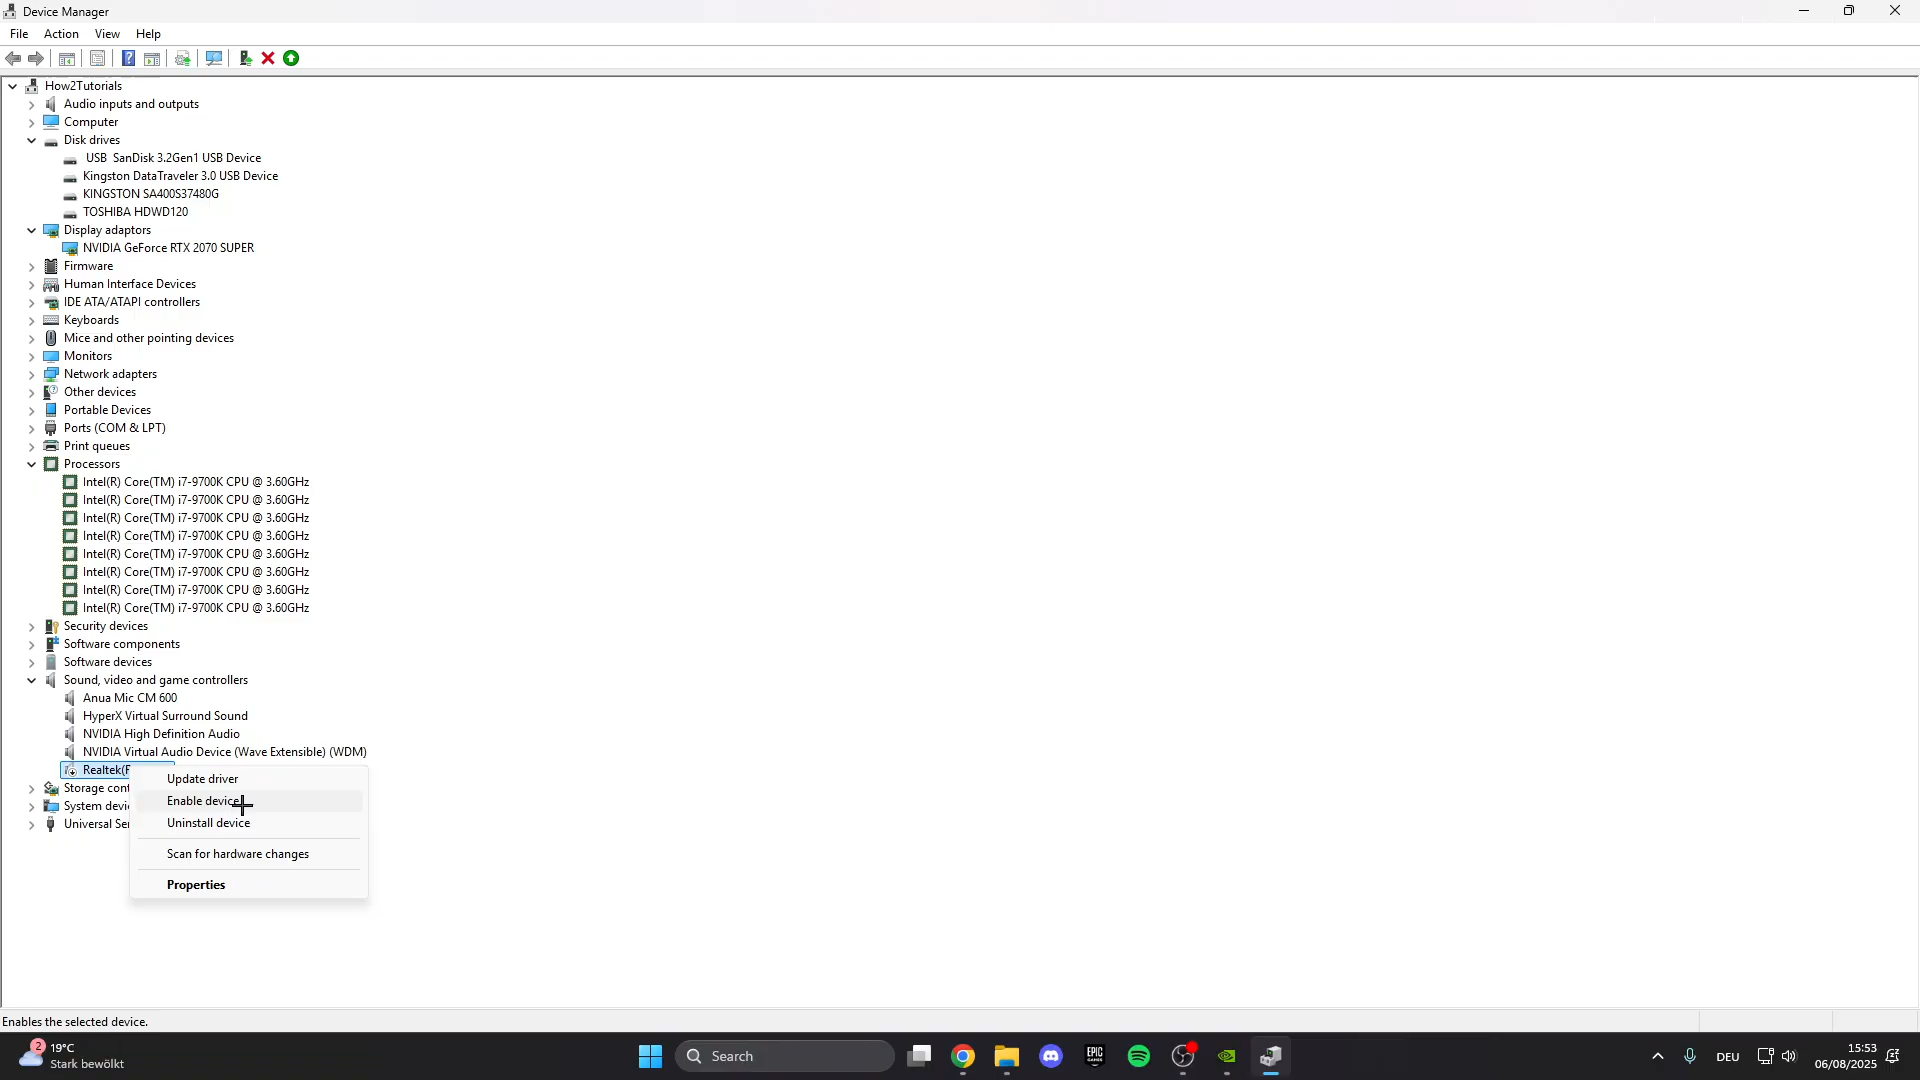 Device Manager
File Action View Help
How2Tutorials
Audio inputs and outputs
Computer
Disk drives
USB SanDisk 3.2Gen1 USB Device
Kingston DataTraveler 3.0 USB Device
KINGSTON SA400S37480G
TOSHIBA HDWD120
Display adaptors
NVIDIA GeForce RTX 2070 SUPER
Firmware
Human Interface Devices
IDE ATA/ATAPI controllers
Keyboards
Mice and other pointing devices
Monitors
Network adapters
Other devices
Portable Devices
Ports (COM & LPT)
Print queues
Processors
Intel(R) Core(TM) i7-9700K CPU @ 3.60GHz
Intel(R) Core(TM) i7-9700K CPU @ 3.60GHz
Intel(R) Core(TM) i7-9700K CPU @ 3.60GHz
Intel(R) Core(TM) i7-9700K CPU @ 3.60GHz
Intel(R) Core(TM) i7-9700K CPU @ 3.60GHz
Intel(R) Core(TM) i7-9700K CPU @ 3.60GHz
Intel(R) Core(TM) i7-9700K CPU @ 3.60GHz
Intel(R) Core(TM) i7-9700K CPU @ 3.60GHz
Security devices
Software components
Software devices
Sound, video and game controllers
Anua Mic CM 600
HyperX Virtual Surround Sound
NVIDIA High Definition Audio
NVIDIA Virtual Audio Device (Wave Extensible) (WDM)
Realtek(
Storage cont
System devi
Universal Ser
Update driver
Enable device
Uninstall device
Scan for hardware changes
Properties
Enables the selected device.
2
19°C
Stark bewölkt
Search
EPIC
GAMES
DEU
15:53
06/08/2025